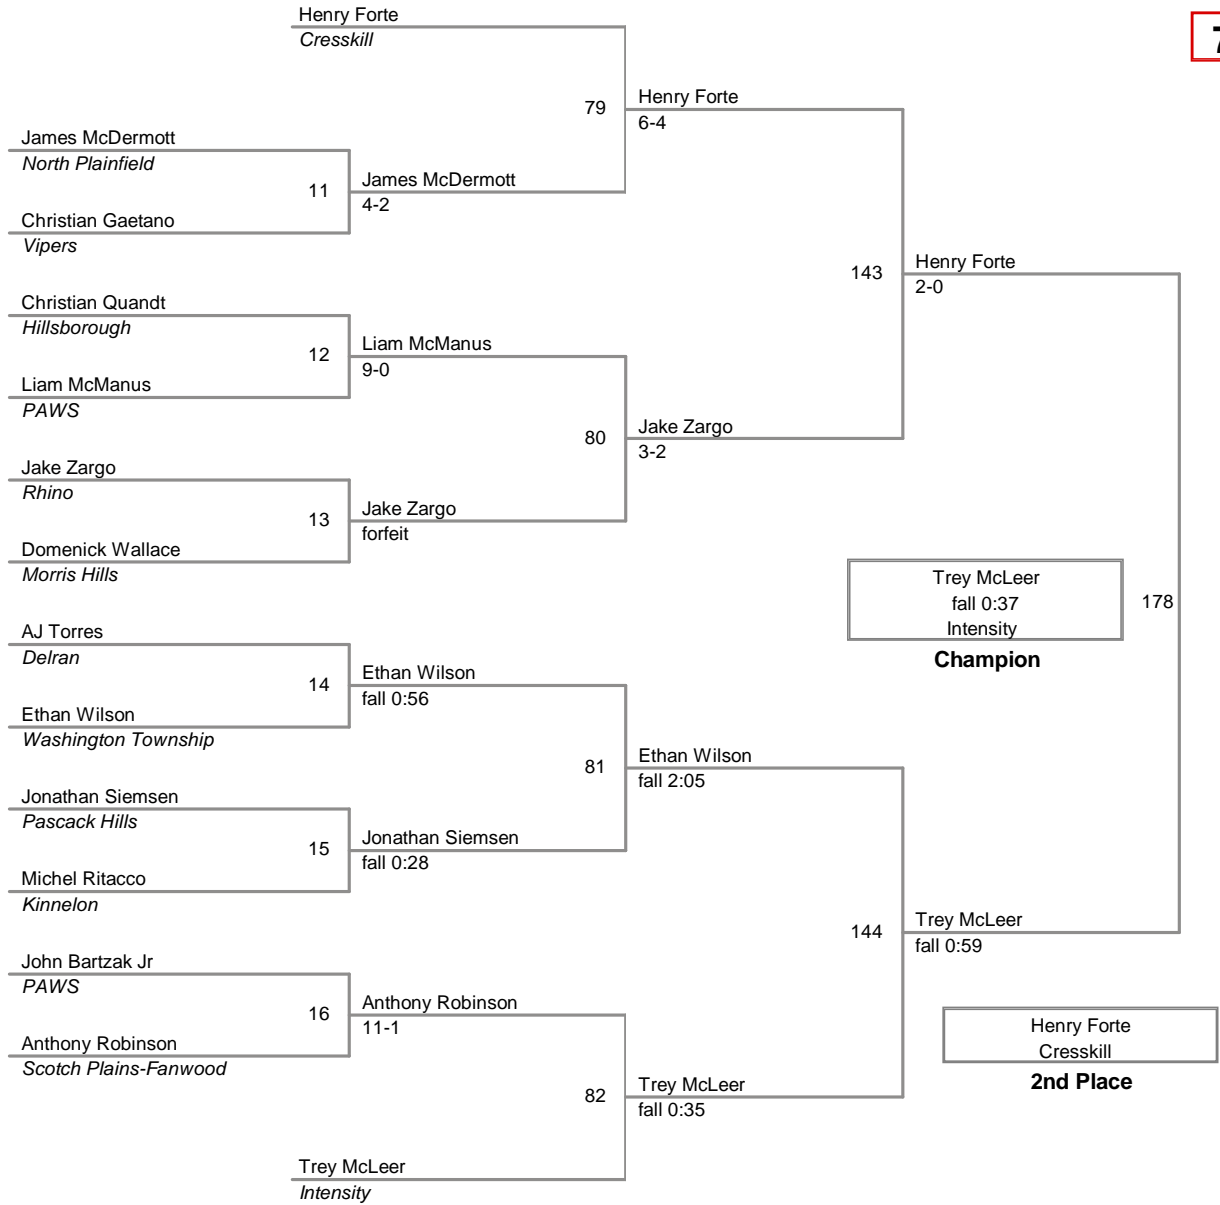 Henry Forte
Cresskill
7
79
Henry Forte
6-4
James McDermott
North Plainfield
11
James McDermott
4-2
Christian Gaetano
Vipers
143
Henry Forte
2-0
Christian Quandt
Hillsborough
12
Liam McManus
9-0
Liam McManus
PAWS
80
Jake Zargo
3-2
Jake Zargo
Rhino
13
Jake Zargo
forfeit
Domenick Wallace
Morris Hills
Trey McLeer
fall 0:37
Intensity
178
Champion
AJ Torres
Delran
14
Ethan Wilson
fall 0:56
Ethan Wilson
Washington Township
81
Ethan Wilson
fall 2:05
Jonathan Siemsen
Pascack Hills
15
Jonathan Siemsen
fall 0:28
Michel Ritacco
Kinnelon
144
Trey McLeer
fall 0:59
John Bartzak Jr
PAWS
16
Anthony Robinson
11-1
Anthony Robinson
Scotch Plains-Fanwood
Henry Forte
Cresskill
2nd Place
82
Trey McLeer
fall 0:35
Trey McLeer
Intensity